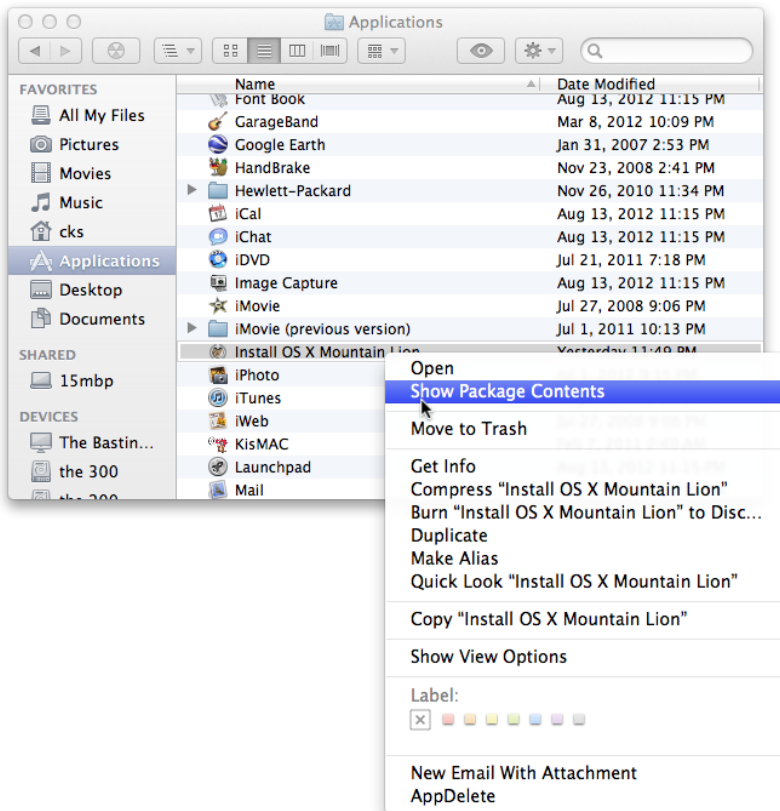 Applications
FAVORITES
All My Files
Pictures
Movies
Music
cks
Applications
Desktop
Documents
SHARED
15mbp
DEVICES
The Bastin...
the 300
the 200
Name Date Modified
Font Book Aug 13, 2012 11:15 PM
GarageBand Mar 8, 2012 10:09 PM
Google Earth Jan 31, 2007 2:53 PM
HandBrake Nov 23, 2008 2:41 PM
Hewlett-Packard Nov 26, 2010 11:34 PM
iCal Aug 13, 2012 11:15 PM
iChat Aug 13, 2012 11:15 PM
iDVD Jul 21, 2011 7:18 PM
Image Capture Aug 13, 2012 11:15 PM
iMovie Jul 27, 2008 9:06 PM
iMovie (previous version) Jul 1, 2011 10:13 PM
Install OS X Mountain Lion Yesterday 11:49 PM
iPhoto
iTunes
iWeb
KisMAC
Launchpad
Mail
Open
Show Package Contents
Move to Trash
Get Info
Compress “Install OS X Mountain Lion”
Burn “Install OS X Mountain Lion” to Disc...
Duplicate
Make Alias
Quick Look “Install OS X Mountain Lion”
Copy “Install OS X Mountain Lion”
Show View Options
Label:
New Email With Attachment
AppDelete